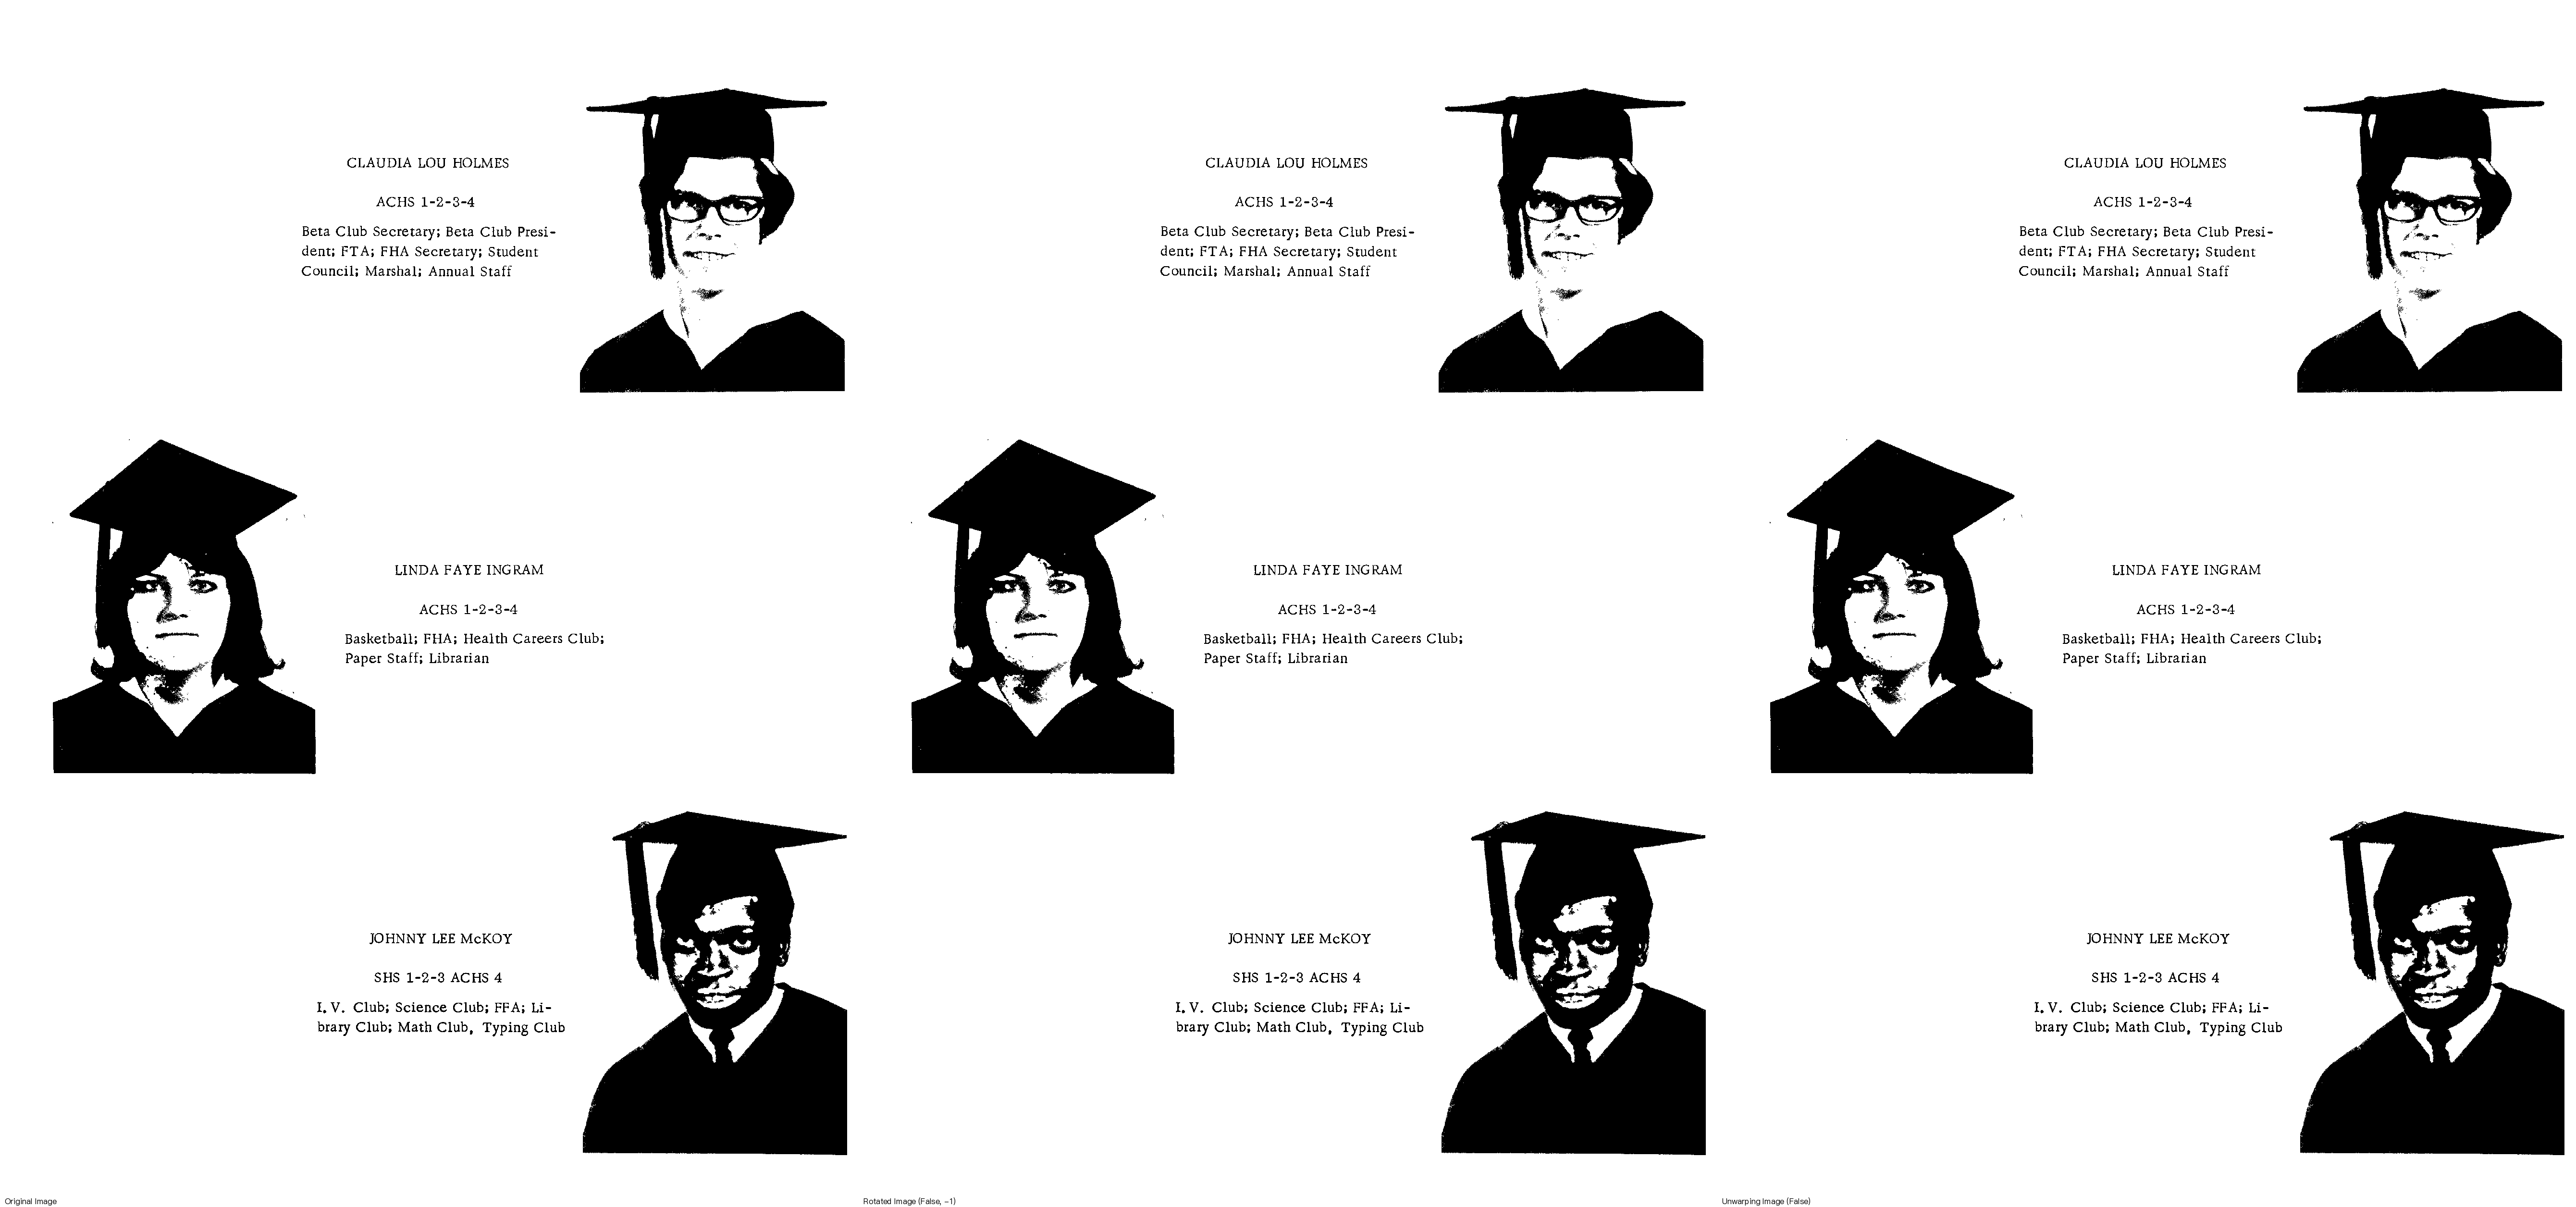 CLAUDIA LOU HOLMES
ACHS 1-2-3-4
Beta Club Secretary; Beta Club Presi-
dent; FTA; FHA Secretary; Student
Council; Marshal; Annual Staff
LINDA FAYE INGRAM
ACHS 1-2-3-4
Basketball; FHA; Health Careers Club;
Paper Staff; Librarian
JOHNNY LEE McKOY
SHS 1-2-3 ACHS 4
I. V. Club; Science Club; FFA; Li-
brary Club; Math Club, Typing Club
Original Image
CLAUDIA LOU HOLMES
ACHS 1-2-3-4
Beta Club Secretary; Beta Club Presi-
dent; FTA; FHA Secretary; Student
Council; Marshal; Annual Staff
LINDA FAYE INGRAM
ACHS 1-2-3-4
Basketball; FHA; Health Careers Club;
Paper Staff; Librarian
JOHNNY LEE McKOY
SHS 1-2-3 ACHS 4
I. V. Club; Science Club; FFA; Li-
brary Club; Math Club, Typing Club
Rotated Image (False, -1)
CLAUDIA LOU HOLMES
ACHS 1-2-3-4
Beta Club Secretary; Beta Club Presi-
dent; FTA; FHA Secretary; Student
Council; Marshal; Annual Staff
LINDA FAYE INGRAM
ACHS 1-2-3-4
Basketball; FHA; Health Careers Club;
Paper Staff; Librarian
JOHNNY LEE McKOY
SHS 1-2-3 ACHS 4
I. V. Club; Science Club; FFA; Li-
brary Club; Math Club, Typing Club
Unwarping Image (False)